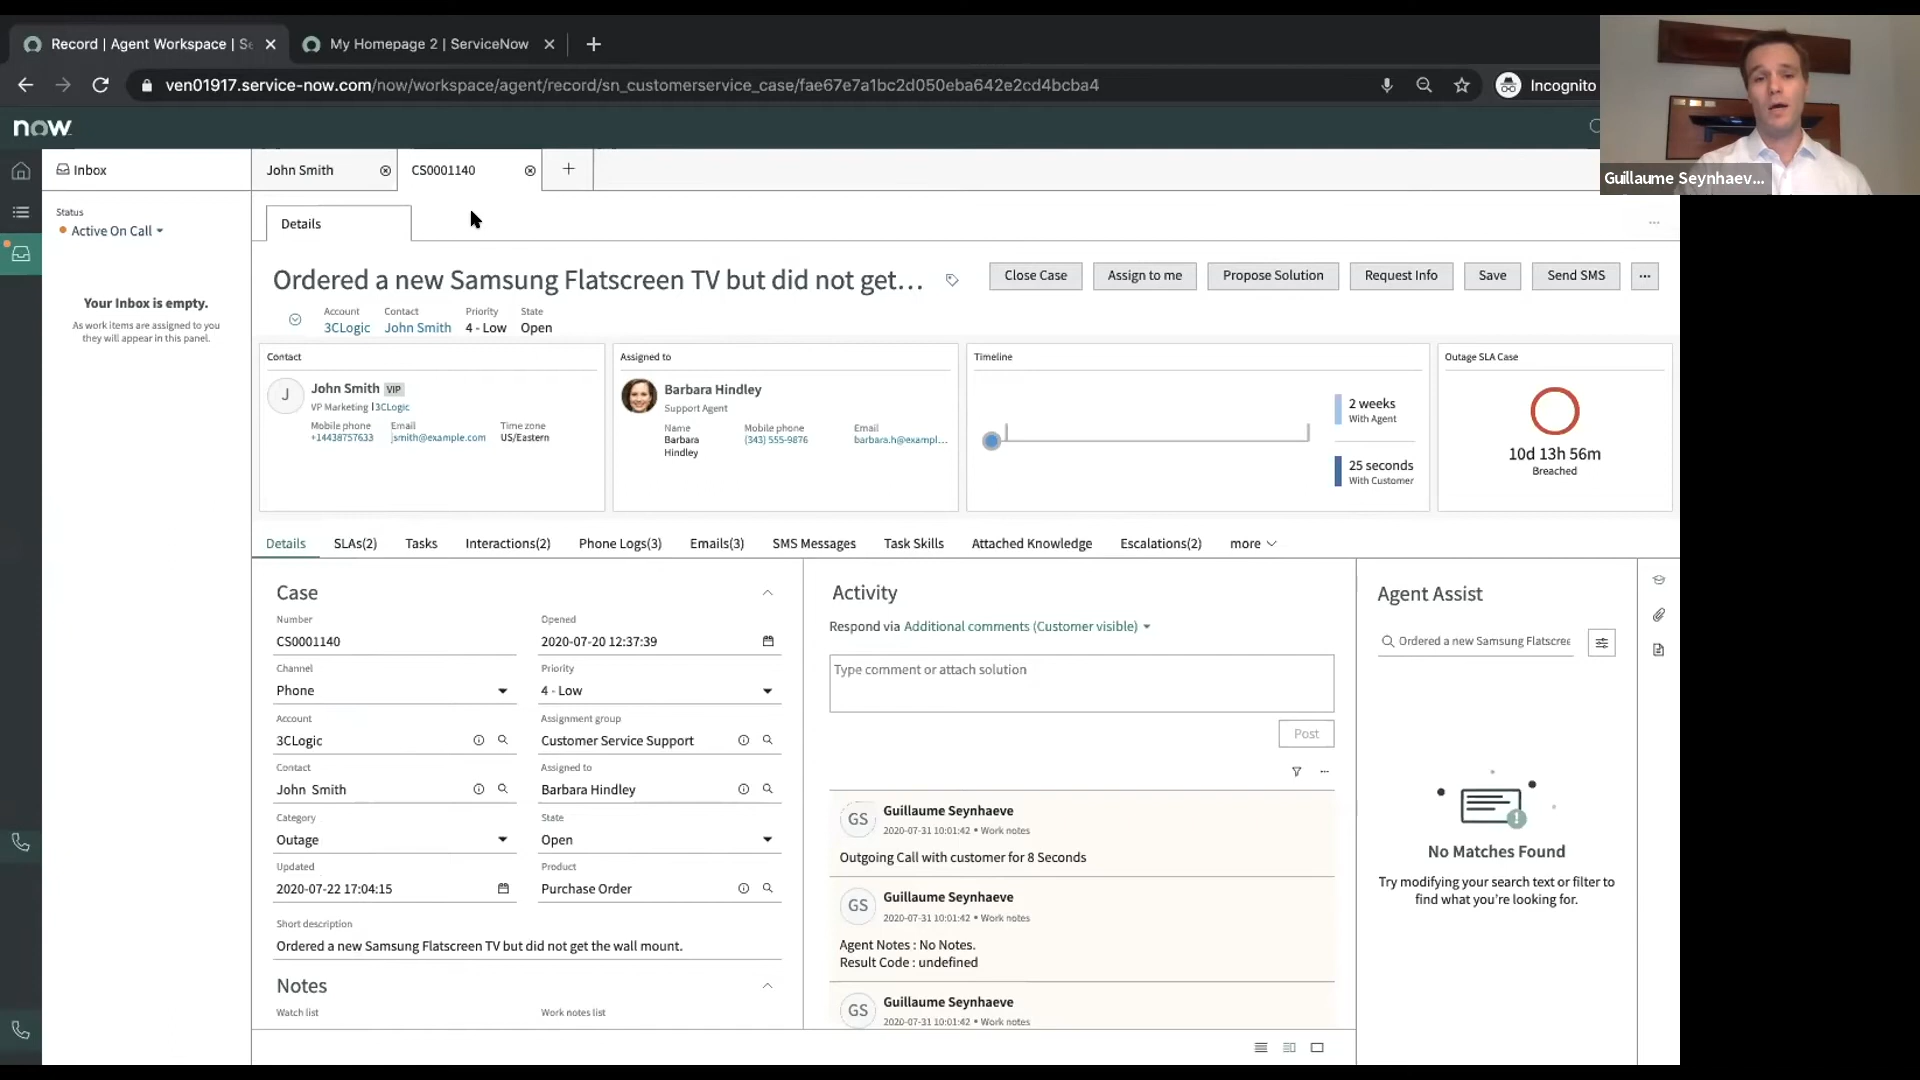 Record | Agent Workspace | Se
My Homepage 2 | ServiceNow
ven01917.service-now.com/now/workspace/agent/record/sn_customerservice_case/fae67e7a1bc2d050eba642e2cd4bcba4
Incognito
Guillaume Seynhaev...
now
Inbox
John Smith
CS0001140
Status
Active On Call
Your Inbox is empty.
As work items are assigned to you
they will appear in this panel.
Details
Ordered a new Samsung Flatscreen TV but did not get...
Close Case
Assign to me
Propose Solution
Request Info
Save
Send SMS
Account
3CLogic
Contact
John Smith
Priority
4 - Low
State
Open
Contact
J
John Smith VIP
VP Marketing | 3CLogic
Mobile phone
+14438757633
Email
jsmith@example.com
Time zone
US/Eastern
Assigned to
Barbara Hindley
Support Agent
Name
Barbara
Hindley
Mobile phone
(343) 555-9876
Email
barbara.h@exampl...
Timeline
2 weeks
With Agent
25 seconds
With Customer
Outage SLA Case
10d 13h 56m
Breached
Details
SLAs(2)
Tasks
Interactions(2)
Phone Logs(3)
Emails(3)
SMS Messages
Task Skills
Attached Knowledge
Escalations(2)
more
Case
Number
CS0001140
Opened
2020-07-20 12:37:39
Channel
Phone
Priority
4 - Low
Account
3CLogic
Assignment group
Customer Service Support
Contact
John Smith
Assigned to
Barbara Hindley
Category
Outage
State
Open
Updated
2020-07-22 17:04:15
Product
Purchase Order
Short description
Ordered a new Samsung Flatscreen TV but did not get the wall mount.
Notes
Watch list
Work notes list
Activity
Respond via Additional comments (Customer visible)
Type comment or attach solution
Post
GS
Guillaume Seynhaeve
2020-07-31 10:01:42 • Work notes
Outgoing Call with customer for 8 Seconds
GS
Guillaume Seynhaeve
2020-07-31 10:01:42 • Work notes
Agent Notes : No Notes.
Result Code : undefined
GS
Guillaume Seynhaeve
2020-07-31 10:01:42 • Work notes
Agent Assist
Ordered a new Samsung Flatscree
No Matches Found
Try modifying your search text or filter to
find what you're looking for.